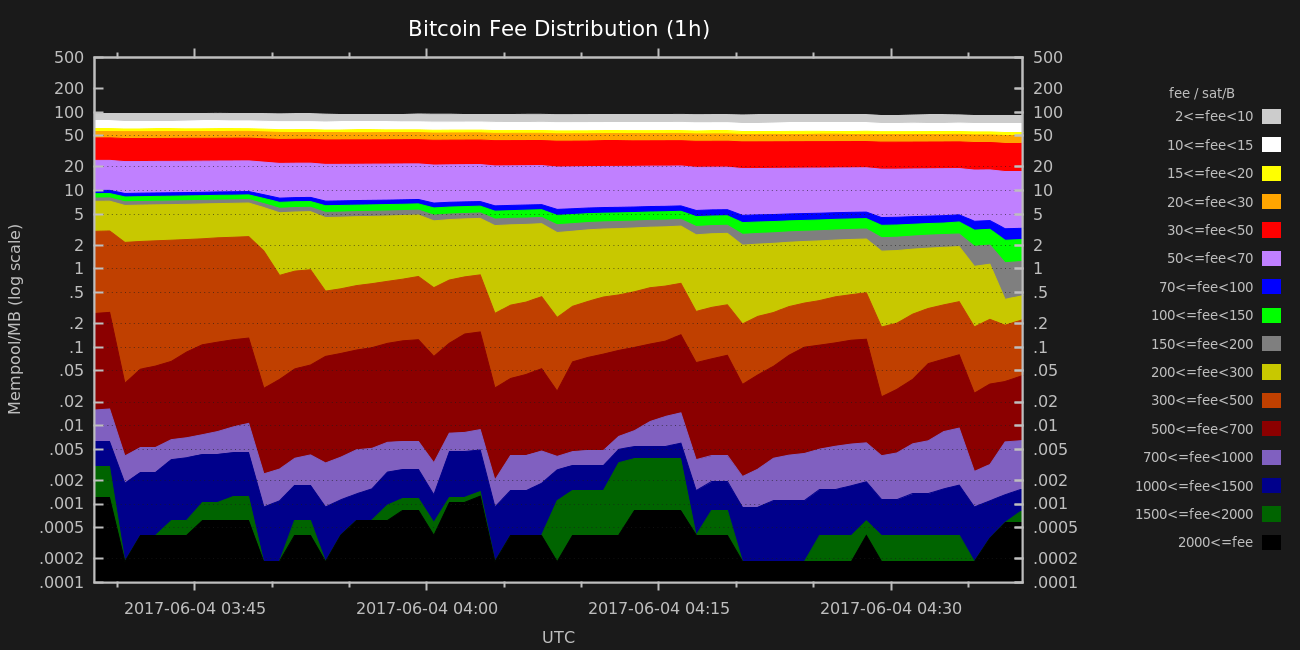 Bitcoin Fee Distribution (1h)
500 500
200 200
100 100
50 50
20 20
10 10
5 5
2 2
1 1
.5 .5
.2 .2
.1 .1
.05 .05
.02 .02
.01 .01
.005 .005
.002 .002
.001 .001
.0005 .0005
.0002 .0002
.0001 .0001
Mempool/MB (log scale)
2017-06-04 03:45 2017-06-04 04:00 2017-06-04 04:15 2017-06-04 04:30
UTC
fee / sat/B
2<=fee<10
10<=fee<15
15<=fee<20
20<=fee<30
30<=fee<50
50<=fee<70
70<=fee<100
100<=fee<150
150<=fee<200
200<=fee<300
300<=fee<500
500<=fee<700
700<=fee<1000
1000<=fee<1500
1500<=fee<2000
2000<=fee